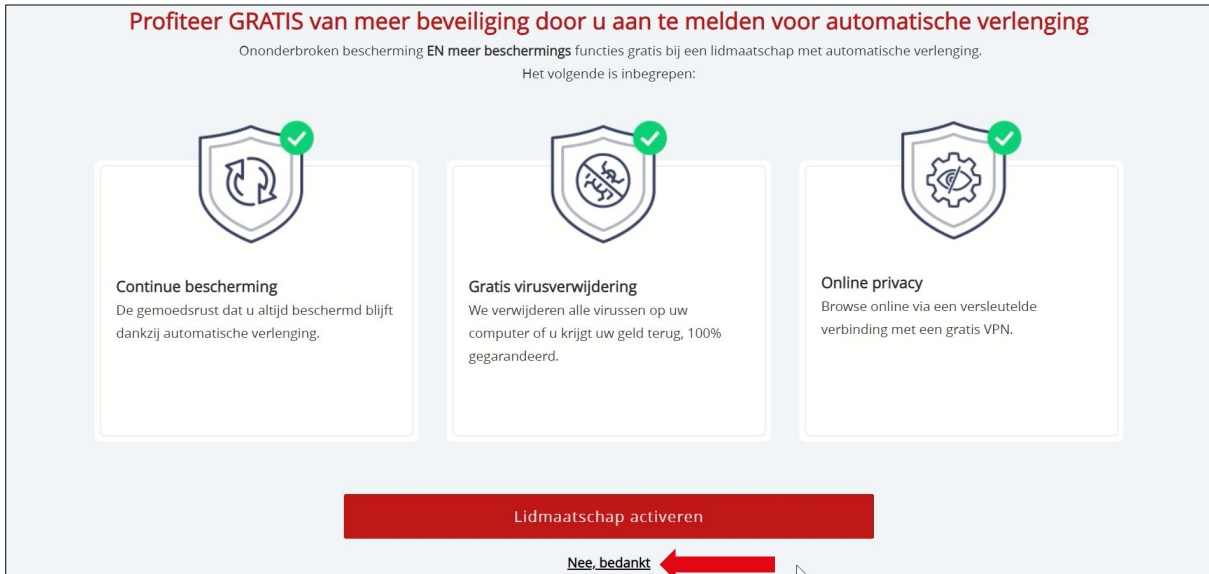 Profiteer GRATIS van meer beveiliging door u aan te melden voor automatische verlenging
Ononderbroken bescherming EN meer beschermings functies gratis bij een lidmaatschap met automatische verlenging.
Het volgende is inbegrepen:
Continue bescherming
De gemoedsrust dat u altijd beschermd blijft
dankzij automatische verlenging.
Gratis virusverwijdering
We verwijderen alle virussen op uw
computer of u krijgt uw geld terug, 100%
gegarandeerd.
Online privacy
Browse online via een versleutelde
verbinding met een gratis VPN.
Lidmaatschap activeren
Nee, bedankt